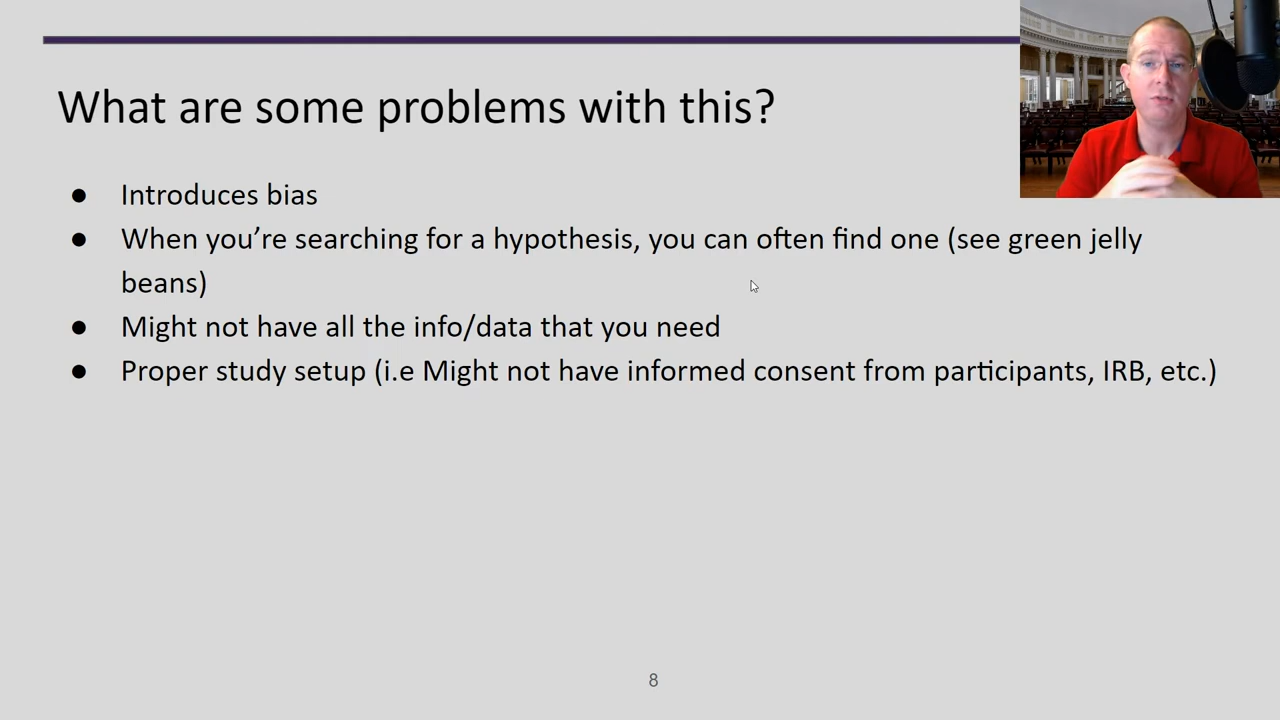 What are some problems with this?
● Introduces bias
● When you’re searching for a hypothesis, you can often find one (see green jelly
beans)
● Might not have all the info/data that you need
● Proper study setup (i.e Might not have informed consent from participants, IRB, etc.)
8